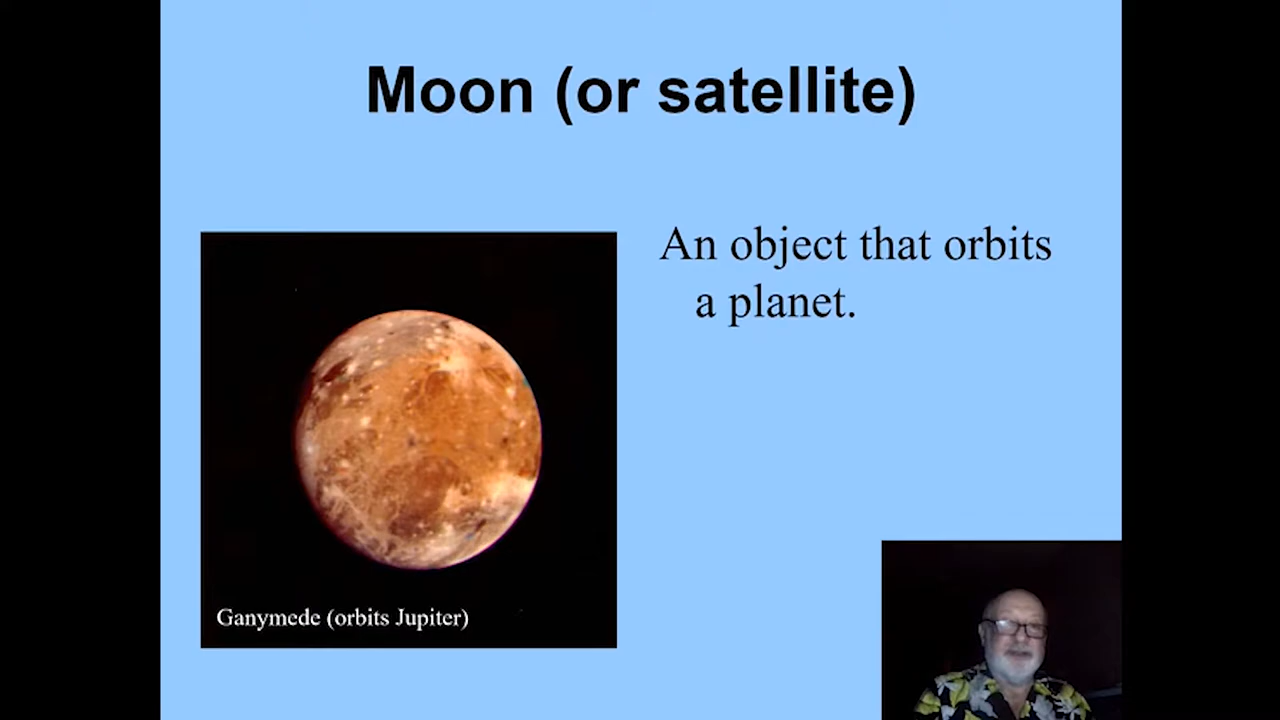 Moon (or satellite)
An object that orbits
a planet.
Ganymede (orbits Jupiter)